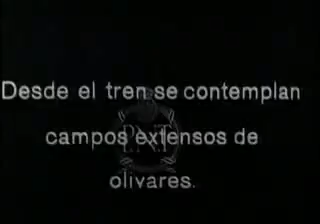 Desde el tren se contemplan
campos extensos de
P.N.T.
olivares.